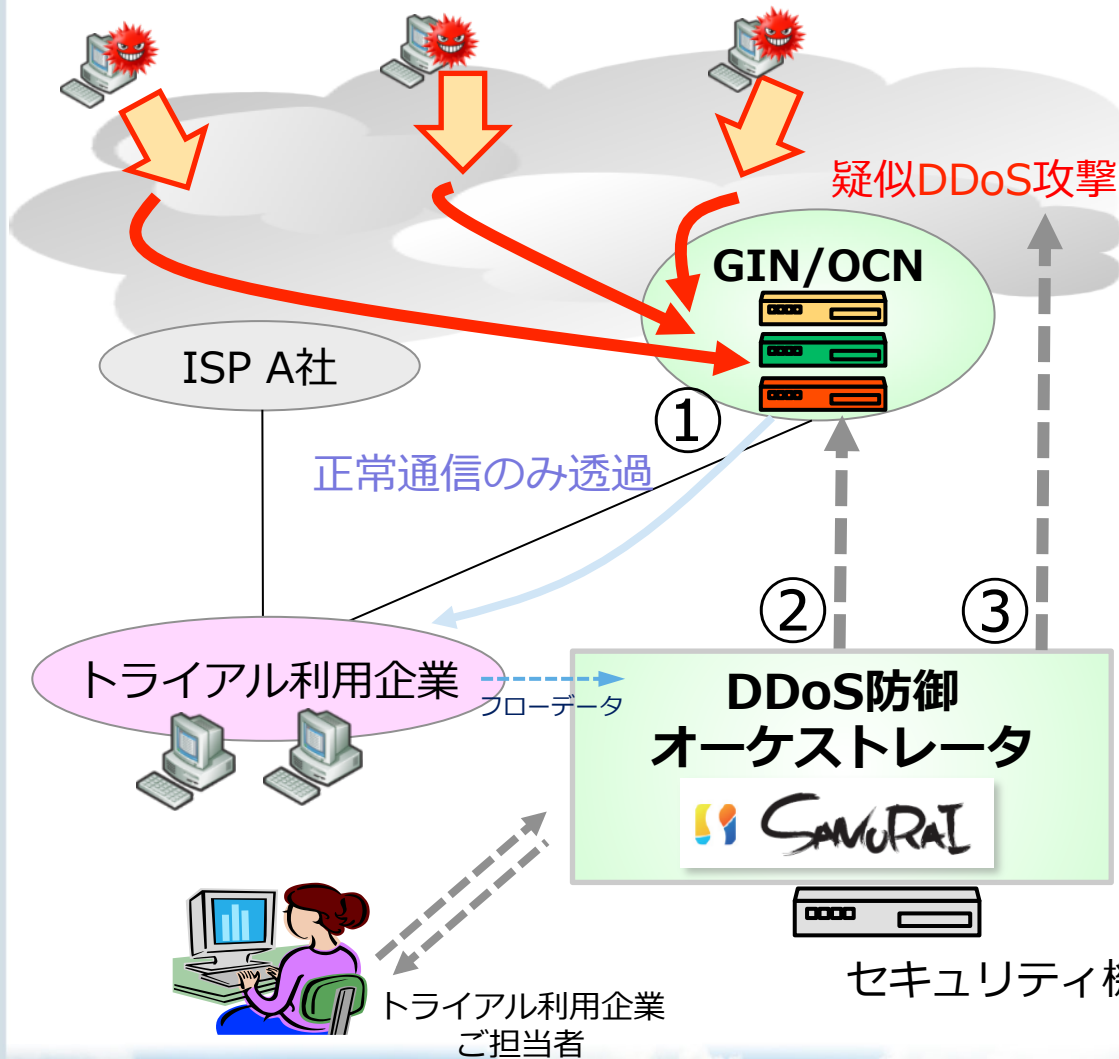 疑似DDoS攻撃
GIN/OCN
ISP A社
①
正常通信のみ透過
②
③
トライアル利用企業
フローデータ
DDoS防御
オーケストレータ
SAMURAI
トライアル利用企業
ご担当者
セキュリティ機